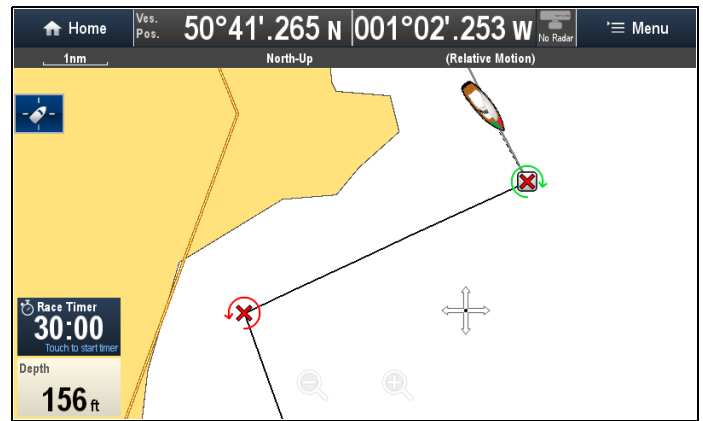 Home
Ves. Pos.
50°41'.265 N
001°02'.253 W
No Radar
Menu
1nm
North-Up
(Relative Motion)
Race Timer
30:00
Touch to start timer
Depth
156 ft